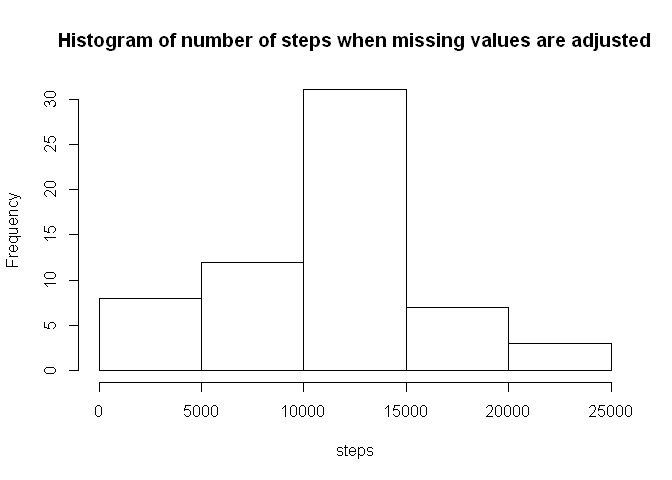 Histogram of number of steps when missing values are adjusted
Frequency
30
25
20
15
10
5
0
0 5000 10000 15000 20000 25000
steps